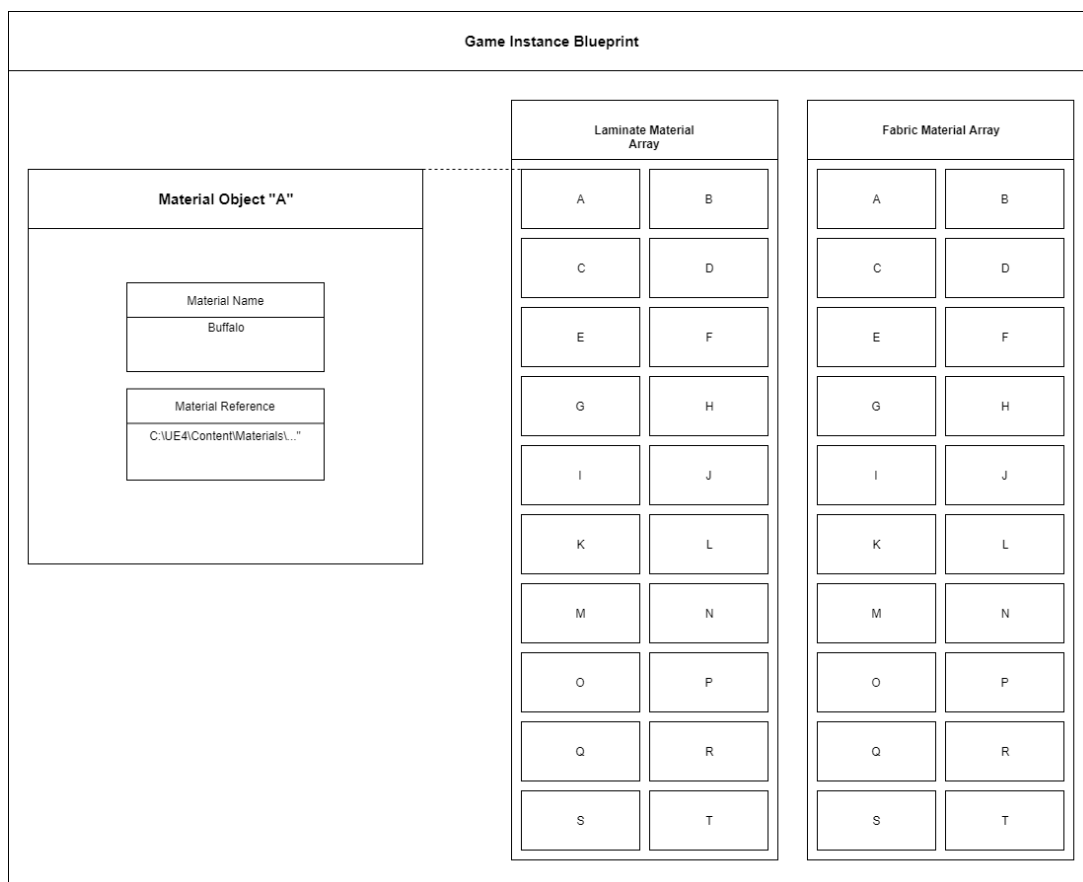 Game Instance Blueprint
Material Object "A"
Material Name
Buffalo
Material Reference
C:\UE4\Content\Materials\..."
Laminate Material
Array
A B
C D
E F
G H
I J
K L
M N
O P
Q R
S T
Fabric Material Array
A B
C D
E F
G H
I J
K L
M N
O P
Q R
S T